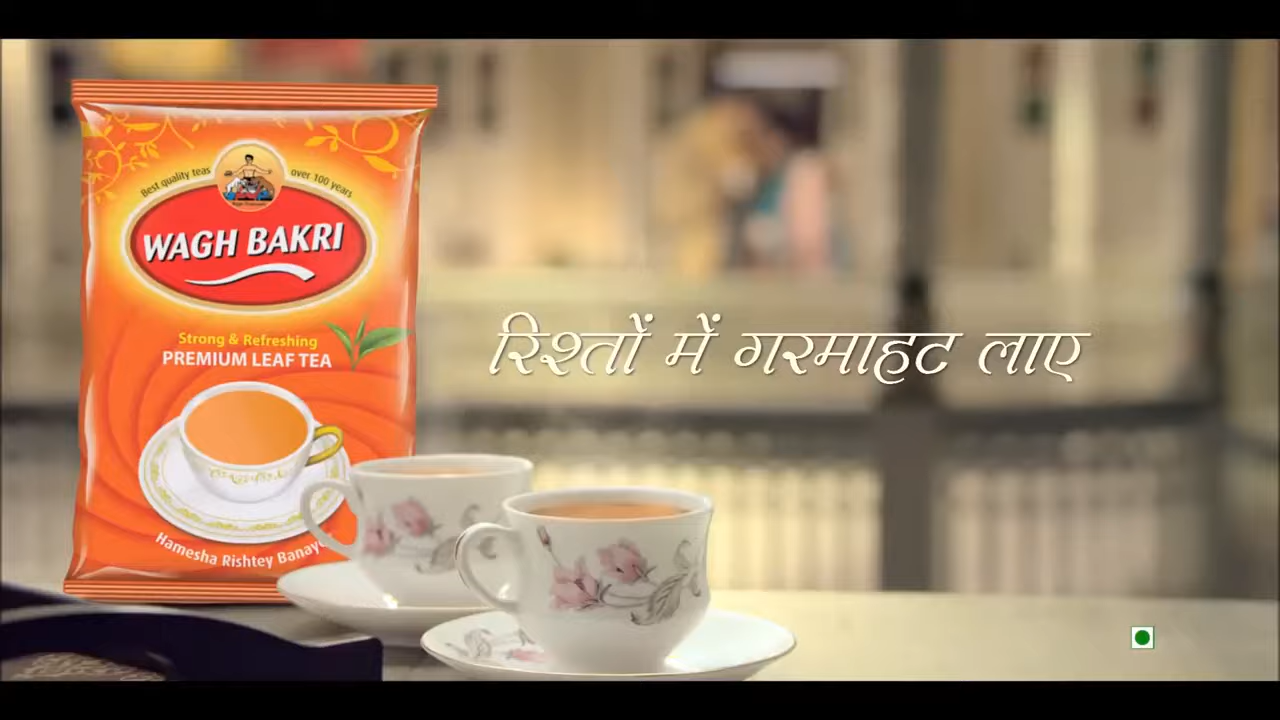 Best quality teas over 100 years
WAGH BAKRI
Strong & Refreshing
PREMIUM LEAF TEA
Hamesha Rishtey Banaye
रिश्तों में गरमाहट लाए